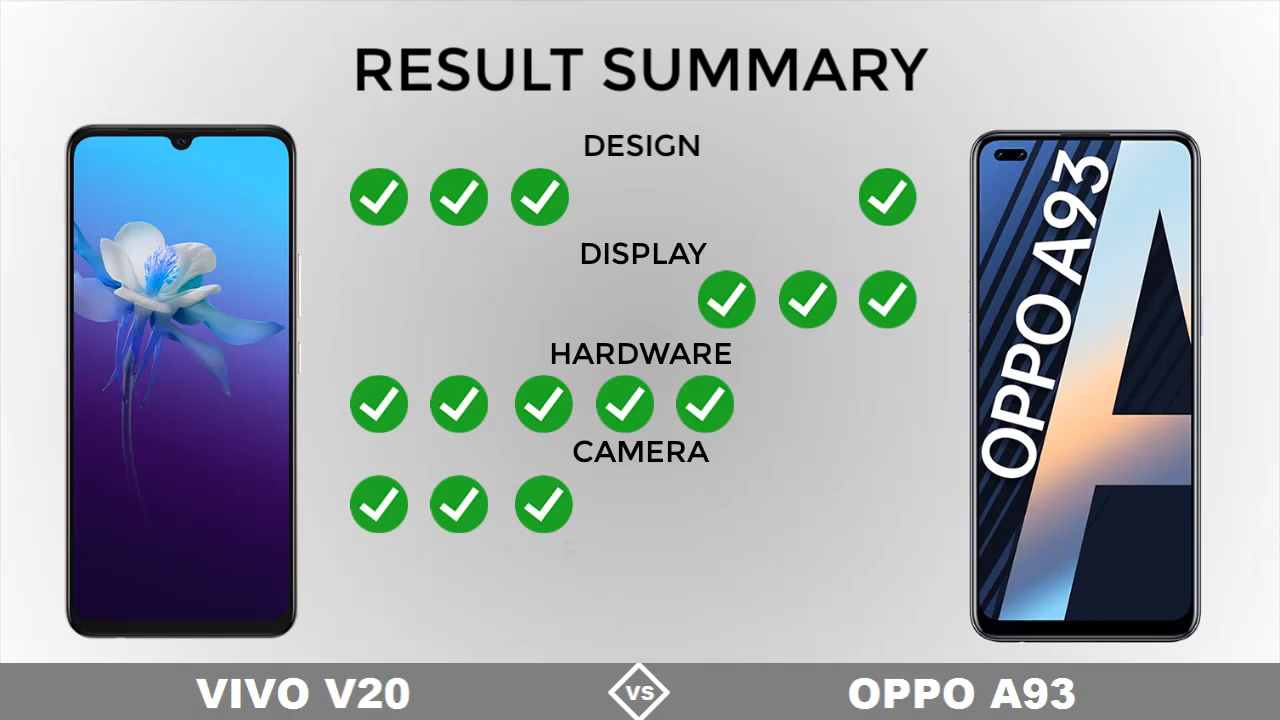 RESULT SUMMARY
DESIGN
DISPLAY
HARDWARE
CAMERA
OPPO A93
VIVO V20
VS
OPPO A93